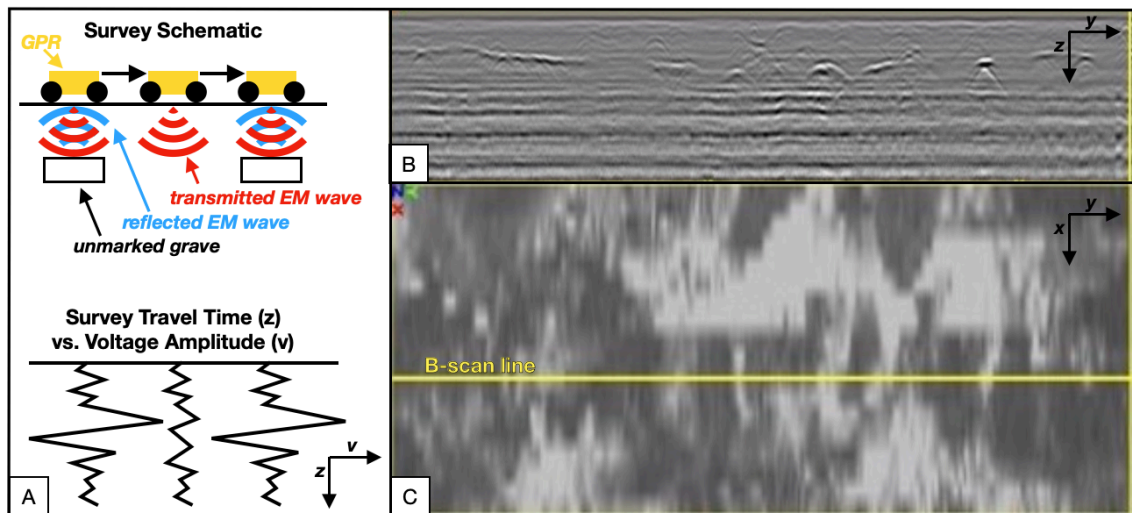 Survey Schematic
GPR
transmitted EM wave
reflected EM wave
unmarked grave
Survey Travel Time (z)
vs. Voltage Amplitude (v)
v
z
A
y
z
B
X
Z
Y
y
x
B-scan line
C